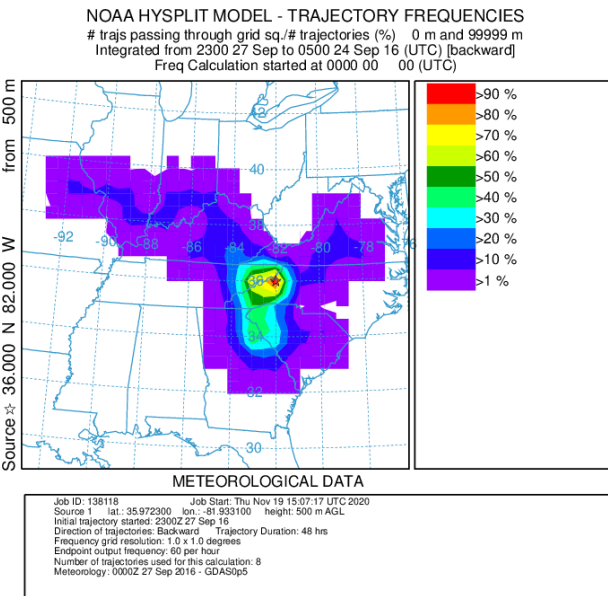 NOAA HYSPLIT MODEL - TRAJECTORY FREQUENCIES
# trajs passing through grid sq./# trajectories (%)    0 m and 99999 m
Integrated from 2300 27 Sep to 0500 24 Sep 16 (UTC) [backward]
Freq Calculation started at 0000 00    00 (UTC)
Source ☆ 36.000 N 82.000 W    from 500 m
42
40
38
-92 -90 -88 -86 -84 -82 -80 -78 -76
36
34
32
30
>90 %
>80 %
>70 %
>60 %
>50 %
>40 %
>30 %
>20 %
>10 %
>1 %
METEOROLOGICAL DATA
Job ID: 138118    Job Start: Thu Nov 19 15:07:17 UTC 2020
Source 1    lat.: 35.972300    lon.: -81.933100    height: 500 m AGL
Initial trajectory started: 2300Z 27 Sep 16
Direction of trajectories: Backward    Trajectory Duration: 48 hrs
Frequency grid resolution: 1.0 x 1.0 degrees
Endpoint output frequency: 60 per hour
Number of trajectories used for this calculation: 8
Meteorology: 0000Z 27 Sep 2016 - GDAS0p5